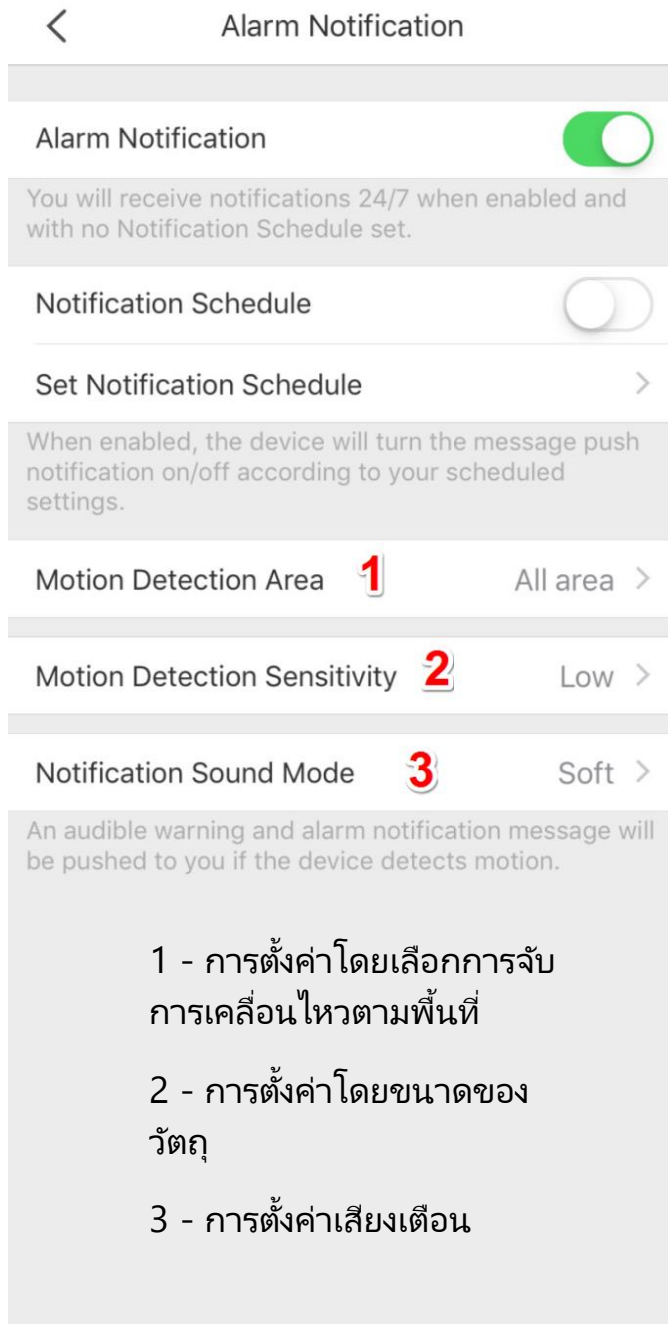 Alarm Notification
Alarm Notification
You will receive notifications 24/7 when enabled and
with no Notification Schedule set.
Notification Schedule
Set Notification Schedule
When enabled, the device will turn the message push
notification on/off according to your scheduled
settings.
Motion Detection Area 1 All area
Motion Detection Sensitivity 2 Low
Notification Sound Mode 3 Soft
An audible warning and alarm notification message will
be pushed to you if the device detects motion.
1 - การตั้งค่าโดยเลือกการจับ
การเคลื่อนไหวตามพื้นที่
2 - การตั้งค่าโดยขนาดของ
วัตถุ
3 - การตั้งค่าเสียงเตือน